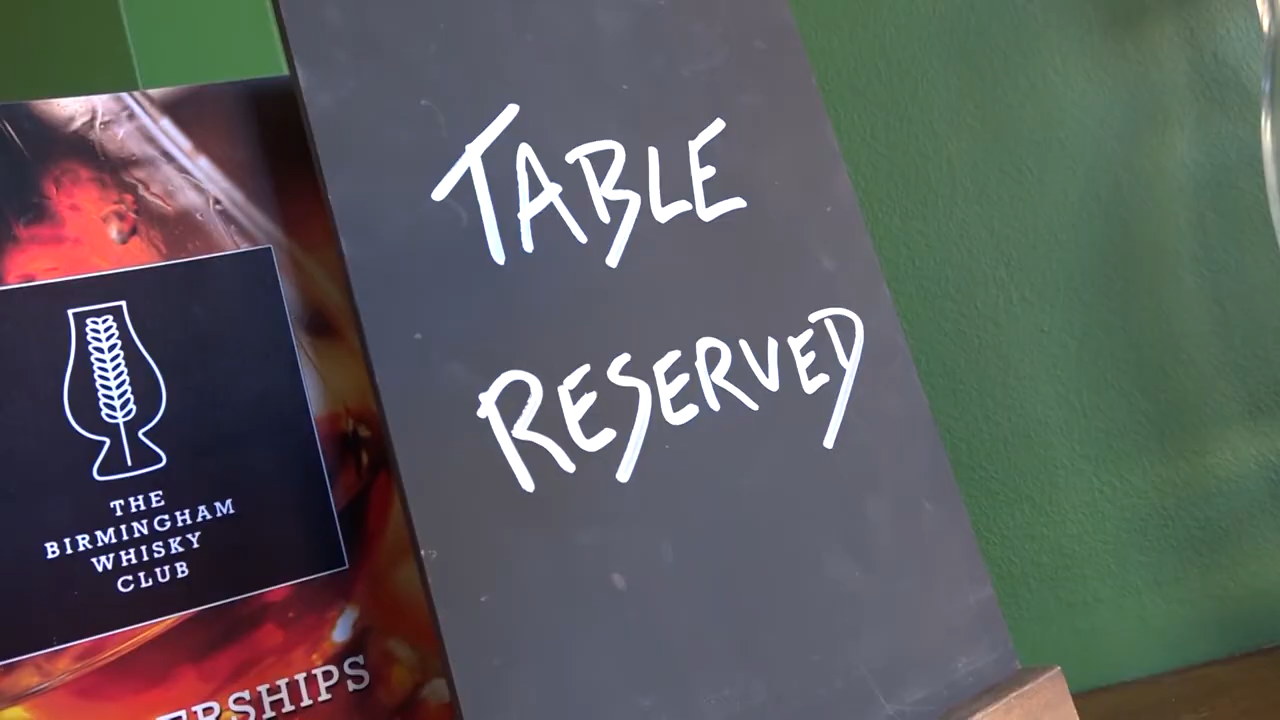 TABLE
RESERVED
THE
BIRMINGHAM
WHISKY
CLUB